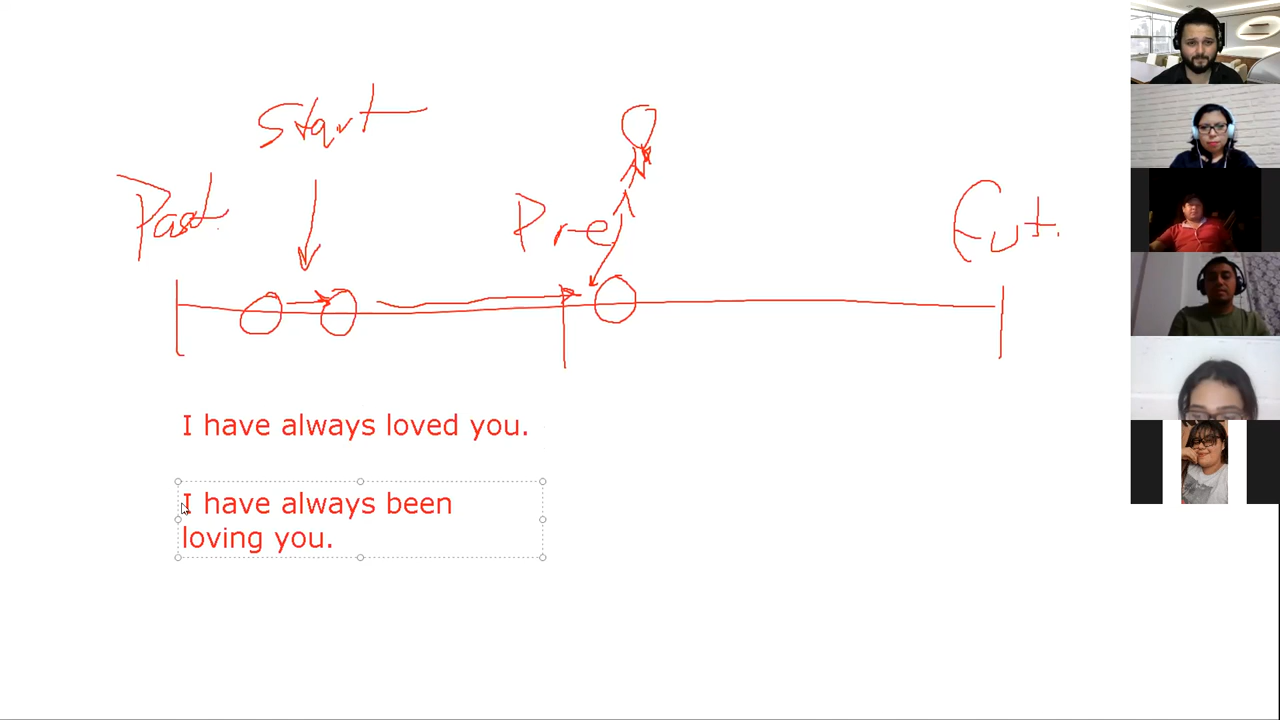 Start
Past
Pre
Fut.
I have always loved you.
I have always been
loving you.